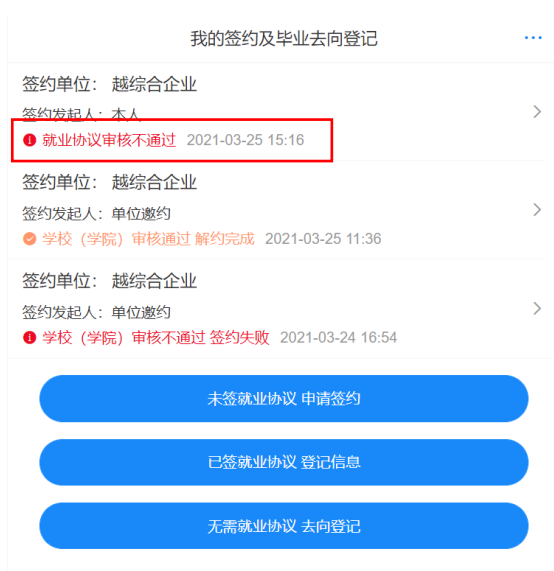 我的签约及毕业去向登记
签约单位： 越综合企业
签约发起人：本人
就业协议审核不通过 2021-03-25 15:16
签约单位： 越综合企业
签约发起人：单位邀约
学校（学院）审核通过 解约完成 2021-03-25 11:36
签约单位： 越综合企业
签约发起人：单位邀约
学校（学院）审核不通过 签约失败 2021-03-24 16:54
未签就业协议 申请签约
已签就业协议 登记信息
无需就业协议 去向登记